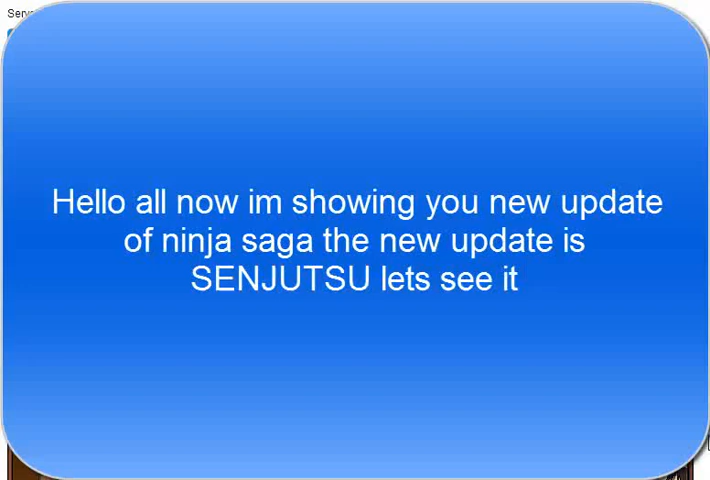 Hello all now im showing you new update
of ninja saga the new update is
SENJUTSU lets see it